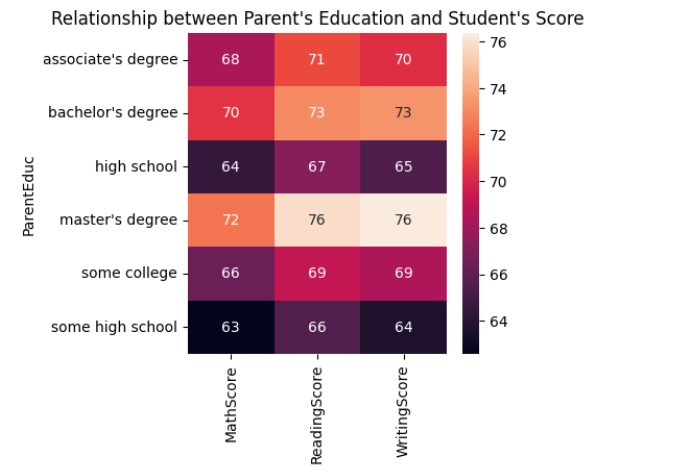 Relationship between Parent's Education and Student's Score
associate's degree 68 71 70
bachelor's degree 70 73 73
high school 64 67 65
master's degree 72 76 76
some college 66 69 69
some high school 63 66 64
ParentEduc
MathScore
ReadingScore
WritingScore
76
74
72
70
68
66
64